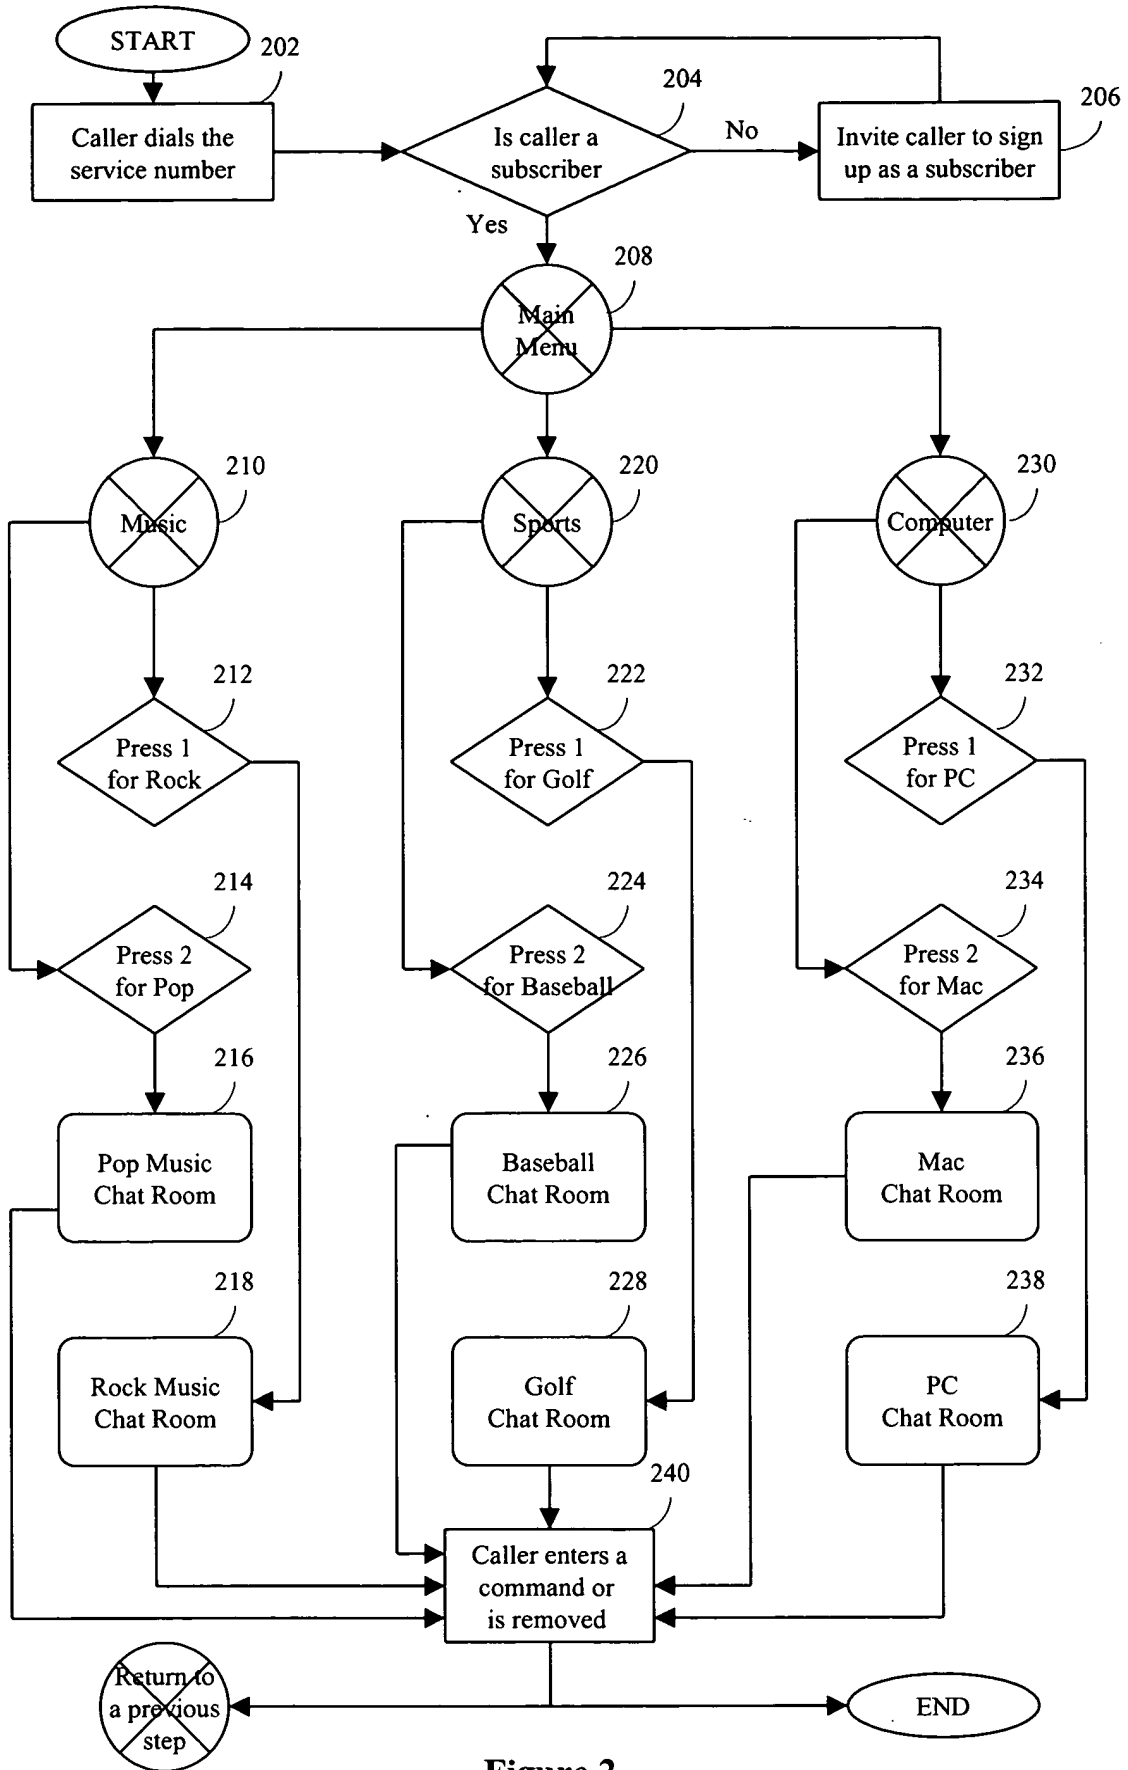 START
202
Caller dials the
service number
204
Is caller a
subscriber
No
Yes
206
Invite caller to sign
up as a subscriber
208
Main
Menu
210
Music
220
Sports
230
Computer
212
Press 1
for Rock
222
Press 1
for Golf
232
Press 1
for PC
214
Press 2
for Pop
224
Press 2
for Baseball
234
Press 2
for Mac
216
Pop Music
Chat Room
226
Baseball
Chat Room
236
Mac
Chat Room
218
Rock Music
Chat Room
228
Golf
Chat Room
238
PC
Chat Room
240
Caller enters a
command or
is removed
Return to
a previous
step
END
Figure 2